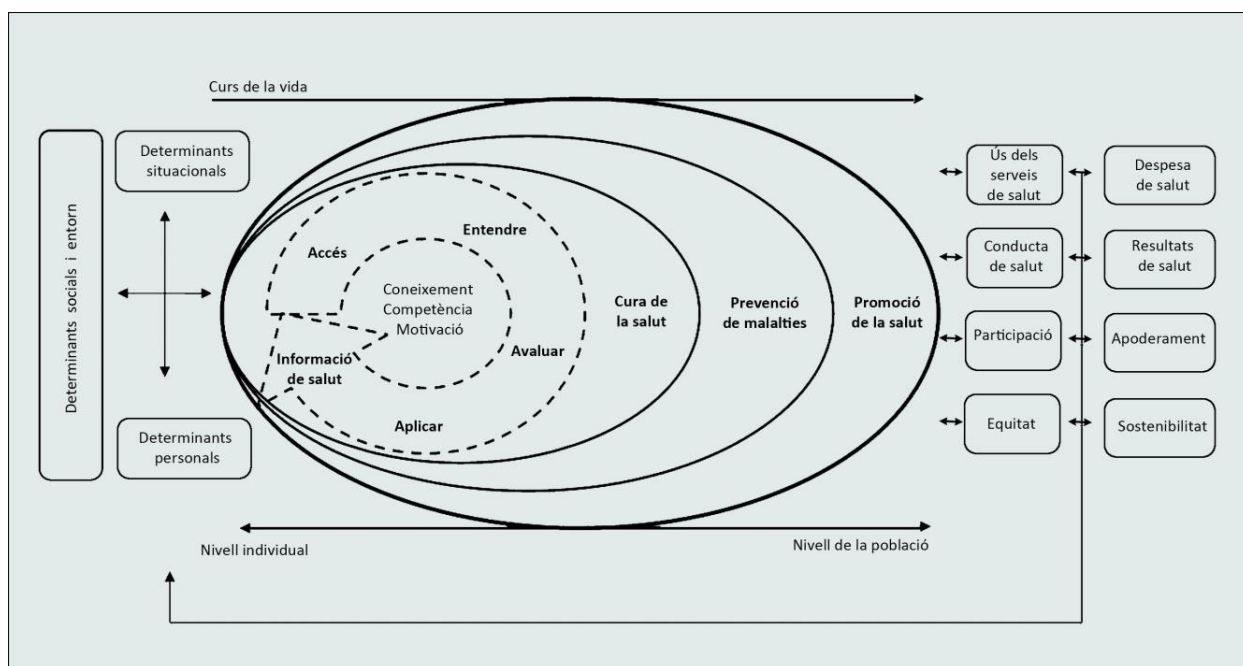 Curs de la vida
Determinants socials i entorn
Determinants
situacionals
Determinants
personals
Accés
Entendre
Coneixement
Competència
Motivació
Informació
de salut
Avaluar
Aplicar
Cura de
la salut
Prevenció
de malalties
Promoció
de la salut
Ús dels
serveis
de salut
Despesa
de salut
Conducta
de salut
Resultats
de salut
Participació
Apoderament
Equitat
Sostenibilitat
Nivell individual
Nivell de la població